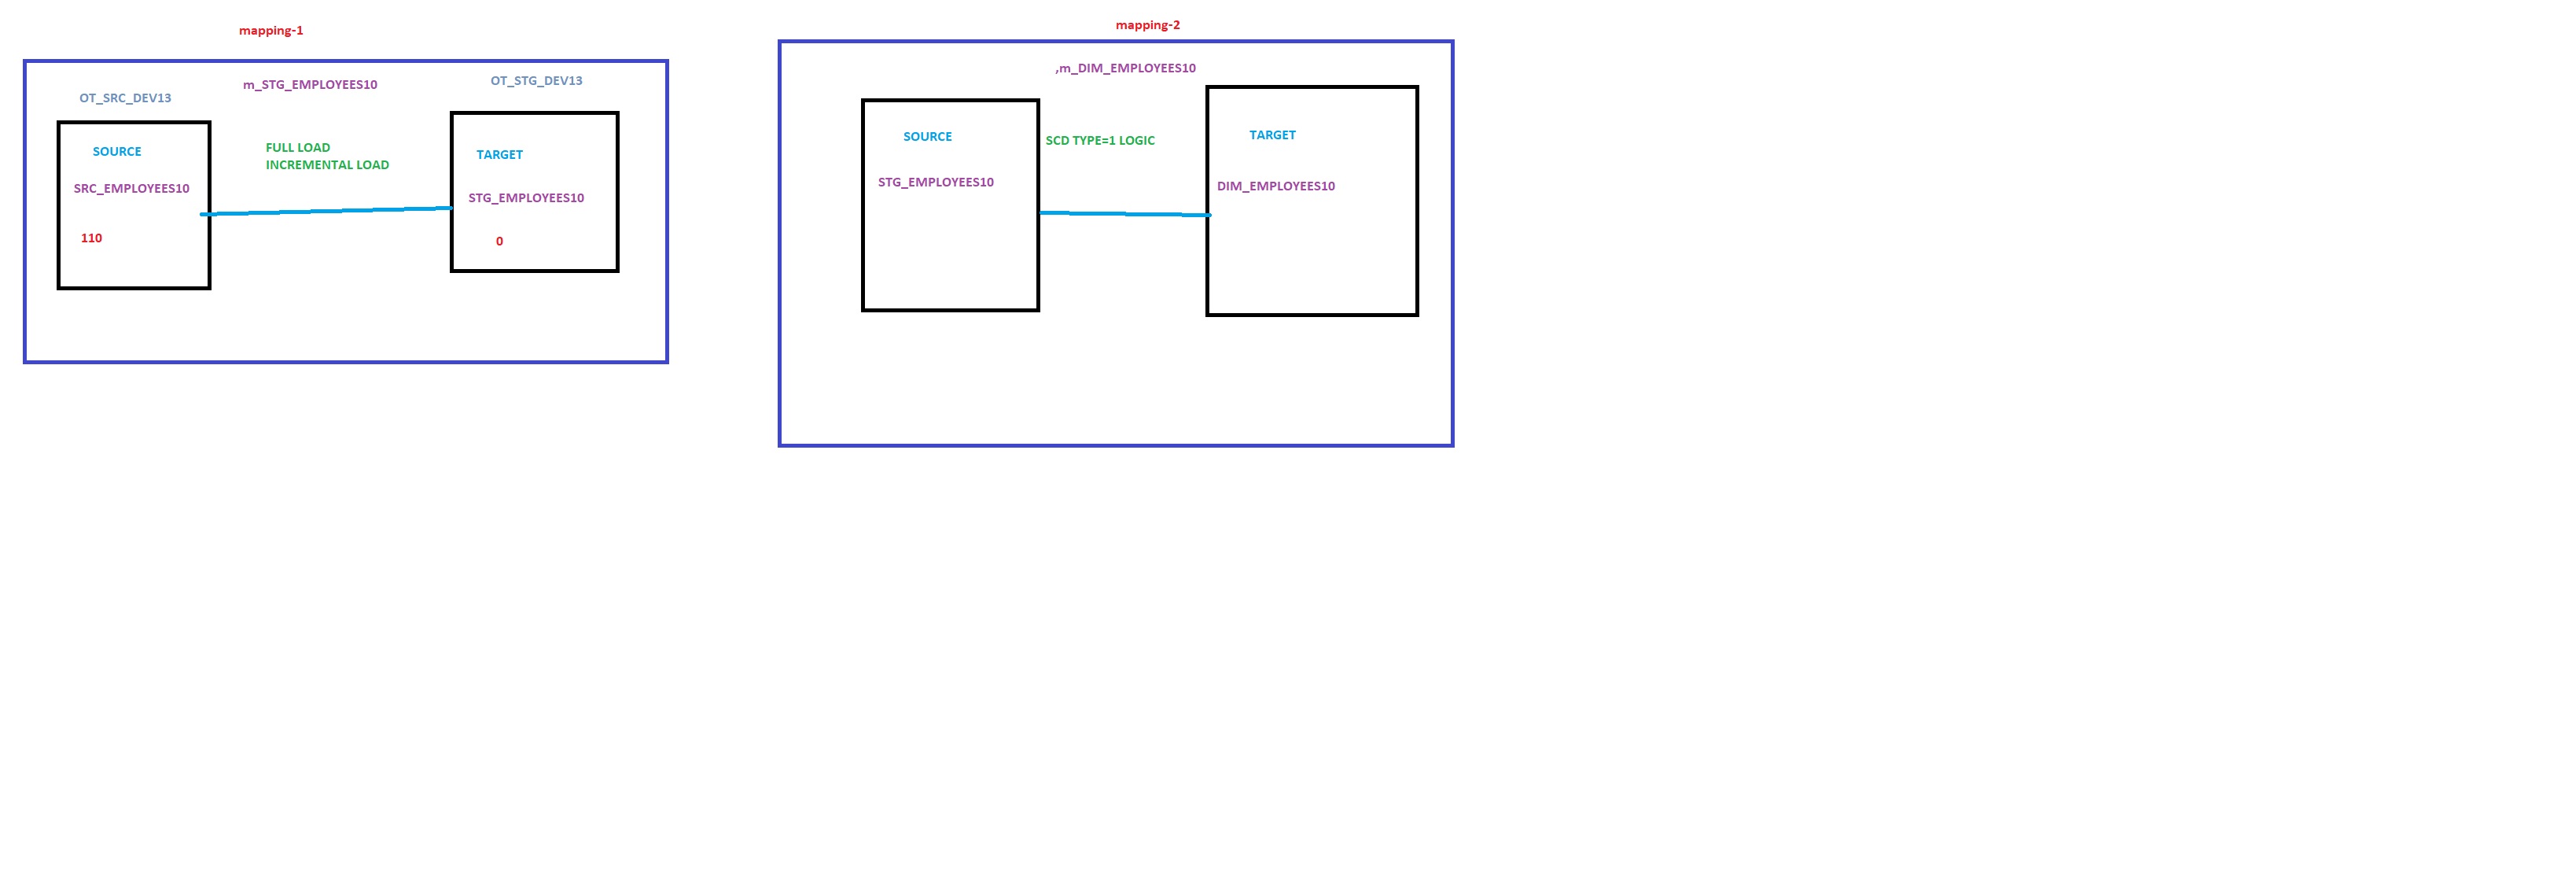 mapping-1
m_STG_EMPLOYEES10
OT_SRC_DEV13
OT_STG_DEV13
SOURCE
SRC_EMPLOYEES10
110
FULL LOAD
INCREMENTAL LOAD
TARGET
STG_EMPLOYEES10
0
mapping-2
,m_DIM_EMPLOYEES10
SOURCE
STG_EMPLOYEES10
SCD TYPE=1 LOGIC
TARGET
DIM_EMPLOYEES10